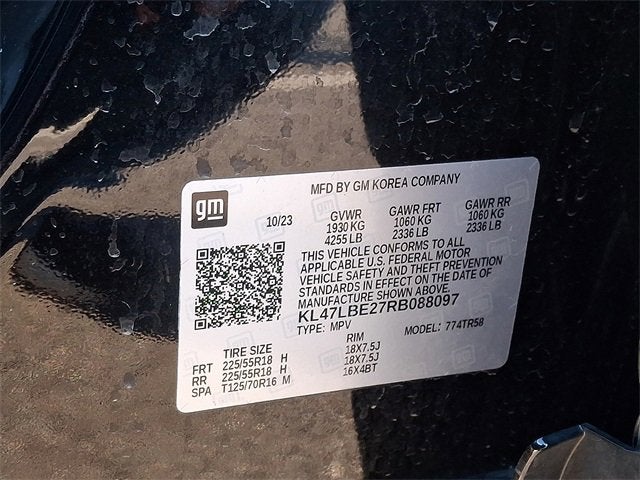 MFD BY GM KOREA COMPANY
gm
10/23 GVWR GAWR FRT GAWR RR
1930 KG 1060 KG 1060 KG
4255 LB 2336 LB 2336 LB
THIS VEHICLE CONFORMS TO ALL
APPLICABLE U.S. FEDERAL MOTOR
VEHICLE SAFETY AND THEFT PREVENTION
STANDARDS IN EFFECT ON THE DATE OF
MANUFACTURE SHOWN ABOVE.
KL47LBE27RB088097
TYPE: MPV MODEL: 774TR58
TIRE SIZE RIM
FRT 225/55R18 H 18X7.5J
RR 225/55R18 H 18X7.5J
SPA T125/70R16 M 16X4BT